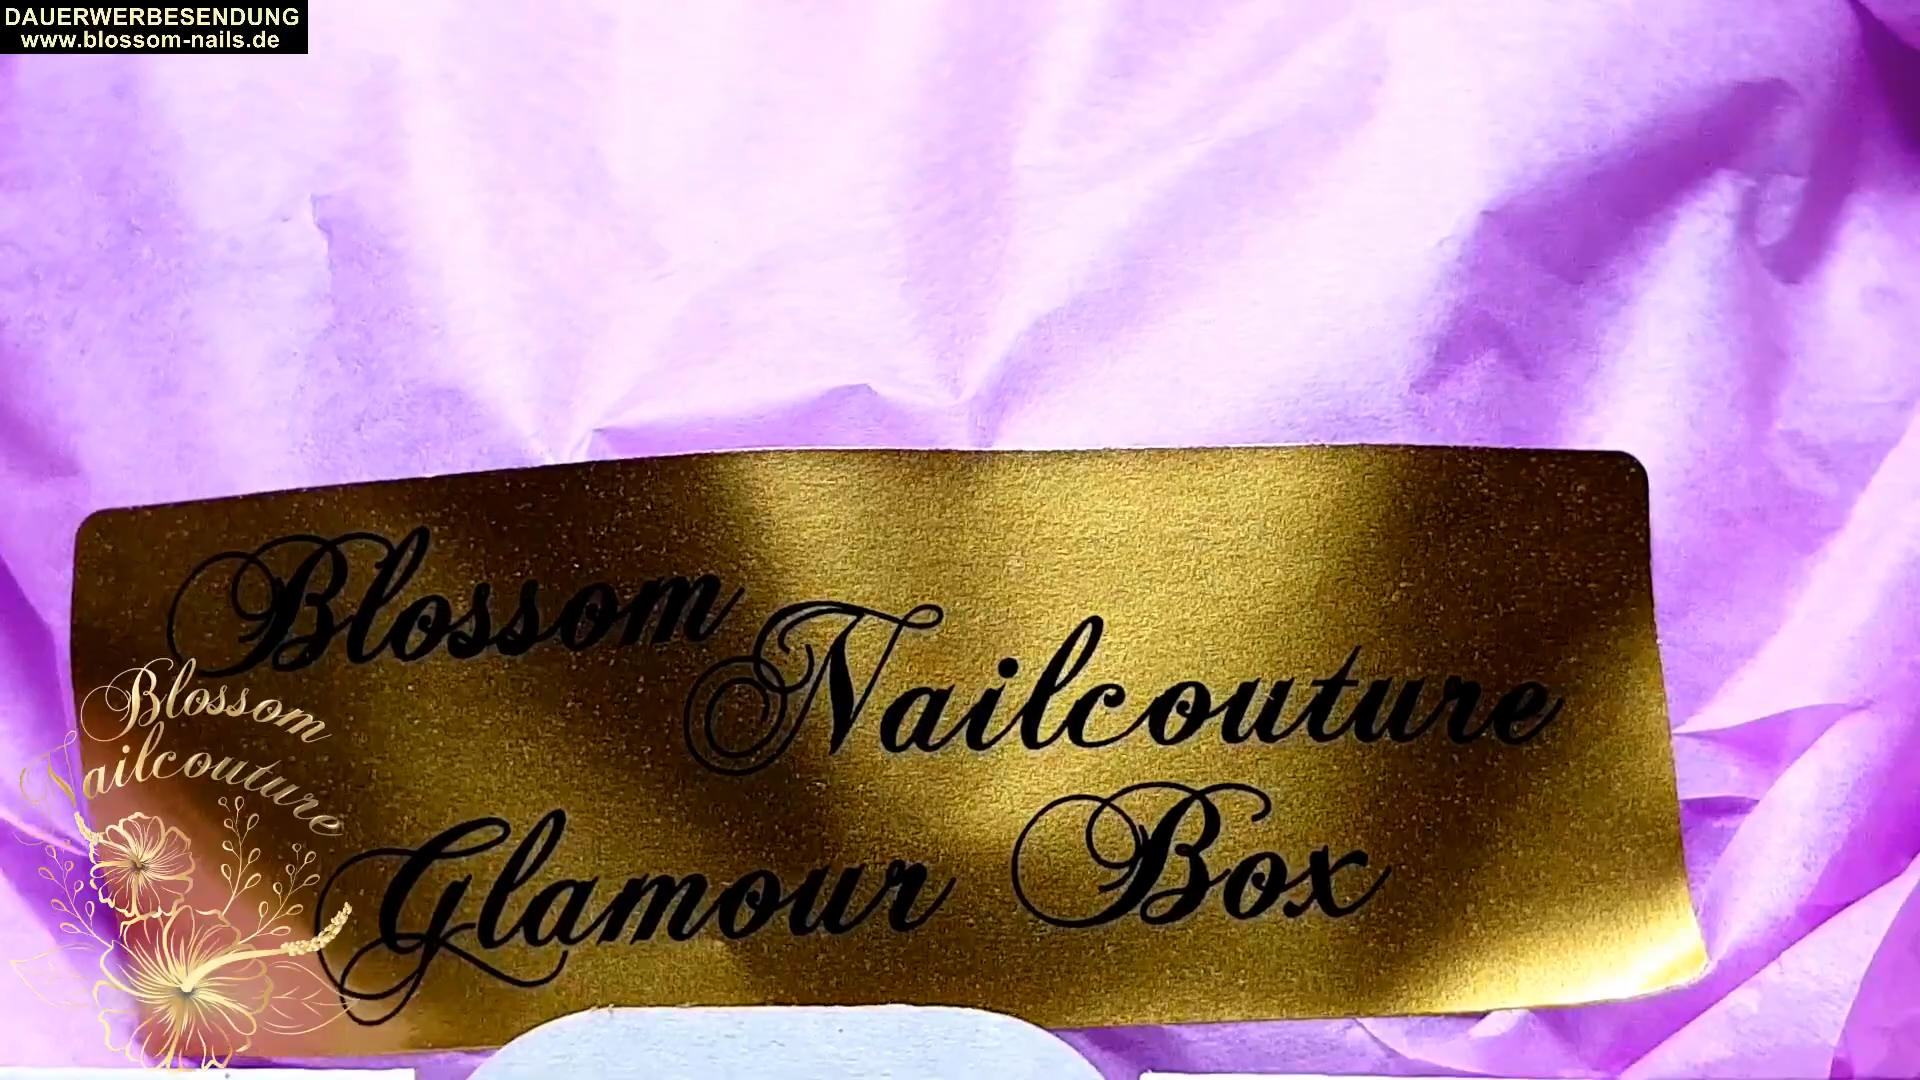 DAUERWERBESENDUNG
www.blossom-nails.de
Blossom
Nailcouture
Glamour Box
Blossom
Nailcouture